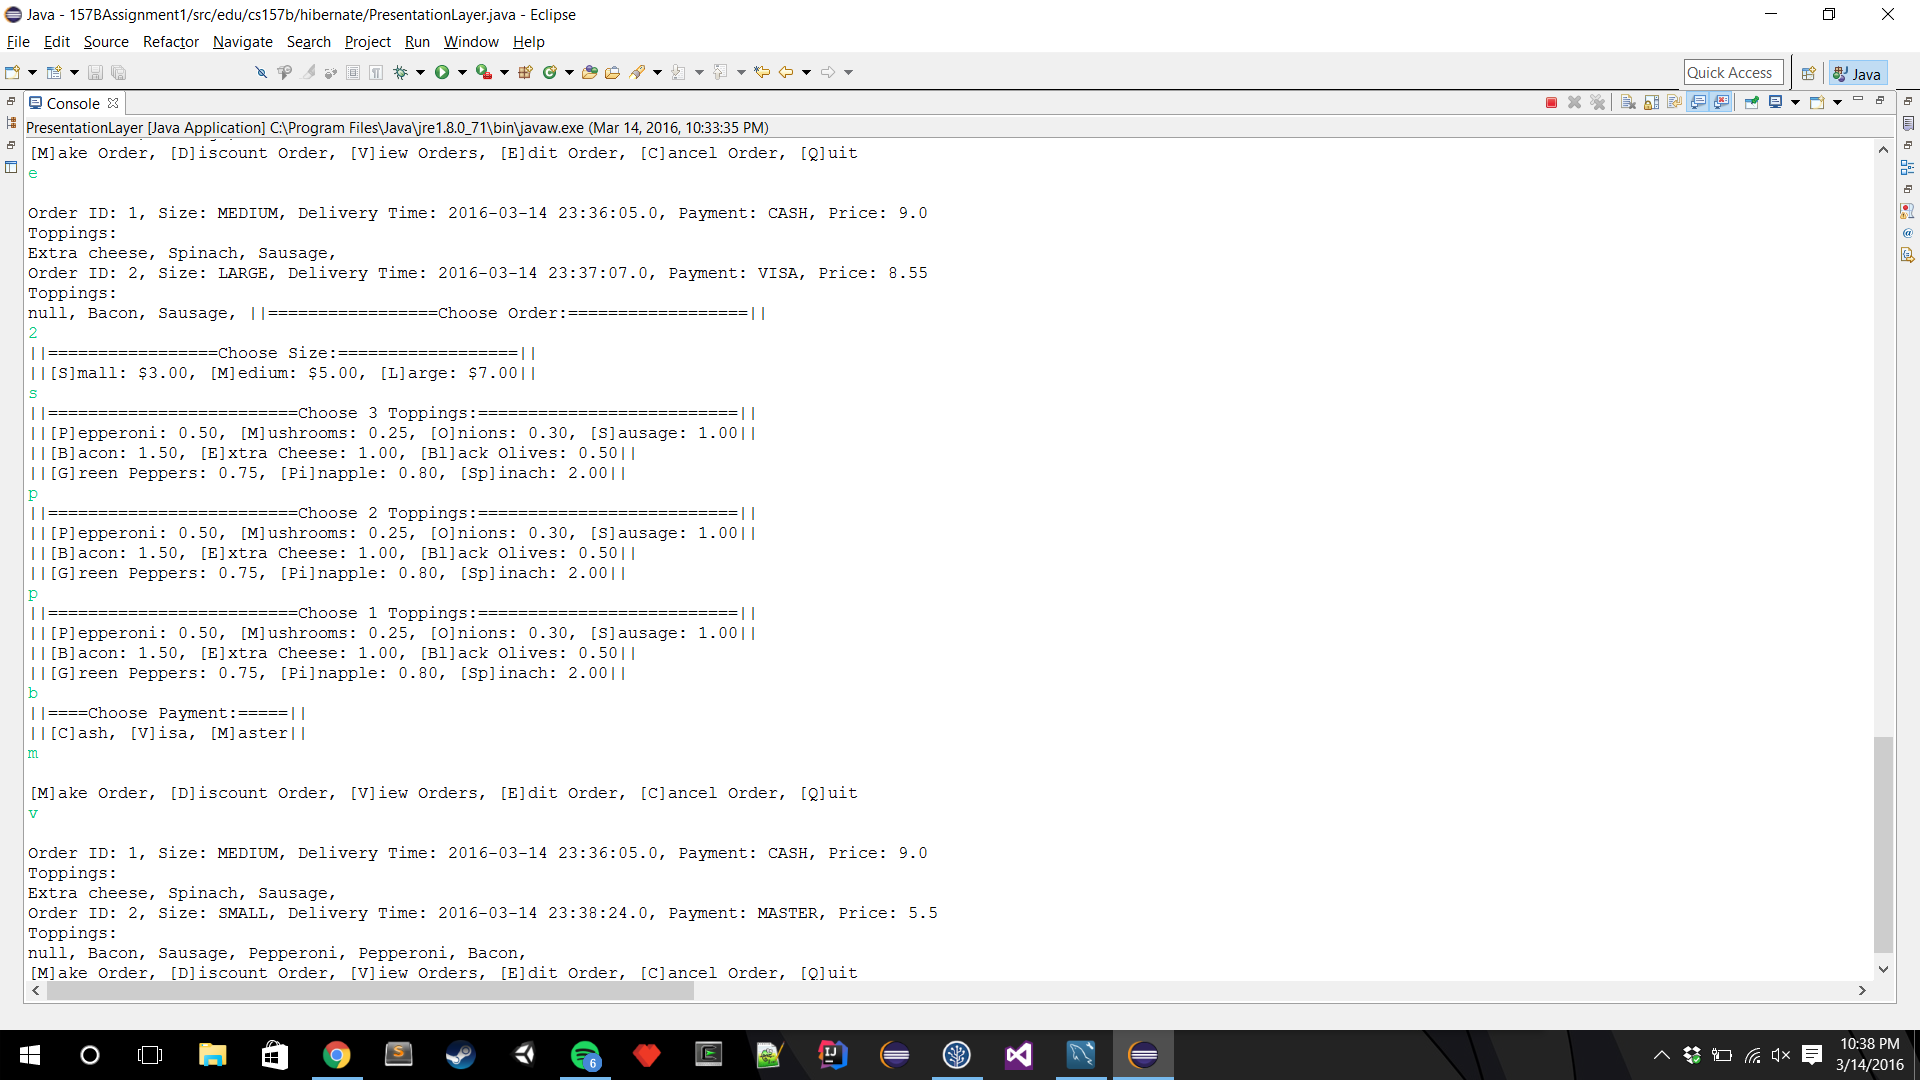 Java - 157BAssignment1/src/edu/cs157b/hibernate/PresentationLayer.java - Eclipse
File Edit Source Refactor Navigate Search Project Run Window Help
Quick Access
Java
Console
PresentationLayer [Java Application] C:\Program Files\Java\jre1.8.0_71\bin\javaw.exe (Mar 14, 2016, 10:33:35 PM)
[M]ake Order, [D]iscount Order, [V]iew Orders, [E]dit Order, [C]ancel Order, [Q]uit
e
Order ID: 1, Size: MEDIUM, Delivery Time: 2016-03-14 23:36:05.0, Payment: CASH, Price: 9.0
Toppings:
Extra cheese, Spinach, Sausage,
Order ID: 2, Size: LARGE, Delivery Time: 2016-03-14 23:37:07.0, Payment: VISA, Price: 8.55
Toppings:
null, Bacon, Sausage, ||=================Choose Order:==================||
2
||=================Choose Size:==================||
||[S]mall: $3.00, [M]edium: $5.00, [L]arge: $7.00||
s
||=========================Choose 3 Toppings:==========================||
||[P]epperoni: 0.50, [M]ushrooms: 0.25, [O]nions: 0.30, [S]ausage: 1.00||
||[B]acon: 1.50, [E]xtra Cheese: 1.00, [Bl]ack Olives: 0.50||
||[G]reen Peppers: 0.75, [Pi]napple: 0.80, [Sp]inach: 2.00||
p
||=========================Choose 2 Toppings:==========================||
||[P]epperoni: 0.50, [M]ushrooms: 0.25, [O]nions: 0.30, [S]ausage: 1.00||
||[B]acon: 1.50, [E]xtra Cheese: 1.00, [Bl]ack Olives: 0.50||
||[G]reen Peppers: 0.75, [Pi]napple: 0.80, [Sp]inach: 2.00||
p
||=========================Choose 1 Toppings:==========================||
||[P]epperoni: 0.50, [M]ushrooms: 0.25, [O]nions: 0.30, [S]ausage: 1.00||
||[B]acon: 1.50, [E]xtra Cheese: 1.00, [Bl]ack Olives: 0.50||
||[G]reen Peppers: 0.75, [Pi]napple: 0.80, [Sp]inach: 2.00||
b
||====Choose Payment:=====||
||[C]ash, [V]isa, [M]aster||
m
[M]ake Order, [D]iscount Order, [V]iew Orders, [E]dit Order, [C]ancel Order, [Q]uit
v
Order ID: 1, Size: MEDIUM, Delivery Time: 2016-03-14 23:36:05.0, Payment: CASH, Price: 9.0
Toppings:
Extra cheese, Spinach, Sausage,
Order ID: 2, Size: SMALL, Delivery Time: 2016-03-14 23:38:24.0, Payment: MASTER, Price: 5.5
Toppings:
null, Bacon, Sausage, Pepperoni, Pepperoni, Bacon,
[M]ake Order, [D]iscount Order, [V]iew Orders, [E]dit Order, [C]ancel Order, [Q]uit
6
10:38 PM
3/14/2016